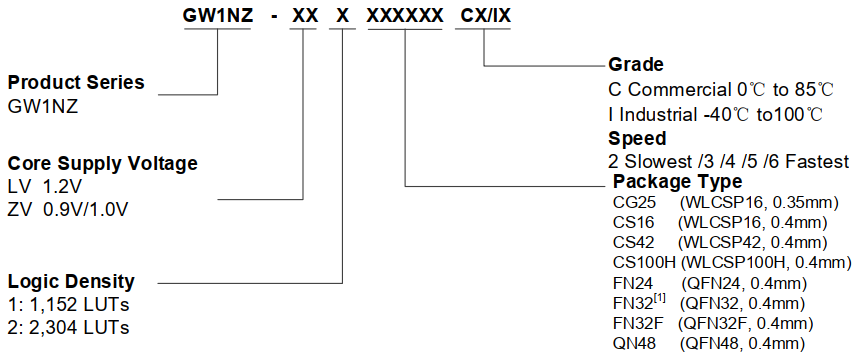 GW1NZ - XX X XXXXXX CX/IX
Product Series
GW1NZ
Core Supply Voltage
LV 1.2V
ZV 0.9V/1.0V
Logic Density
1: 1,152 LUTs
2: 2,304 LUTs
Grade
C Commercial 0℃ to 85℃
I Industrial -40℃ to100℃
Speed
2 Slowest /3 /4 /5 /6 Fastest
Package Type
CG25 (WLCSP16, 0.35mm)
CS16 (WLCSP16, 0.4mm)
CS42 (WLCSP42, 0.4mm)
CS100H (WLCSP100H, 0.4mm)
FN24 (QFN24, 0.4mm)
FN32[1] (QFN32, 0.4mm)
FN32F (QFN32F, 0.4mm)
QN48 (QFN48, 0.4mm)